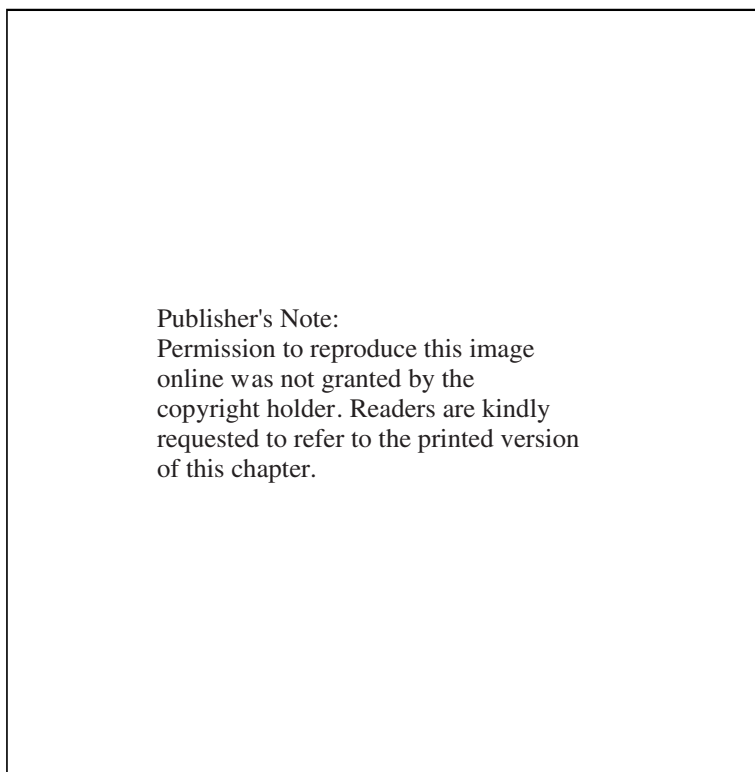 Publisher's Note:
Permission to reproduce this image
online was not granted by the
copyright holder. Readers are kindly
requested to refer to the printed version
of this chapter.